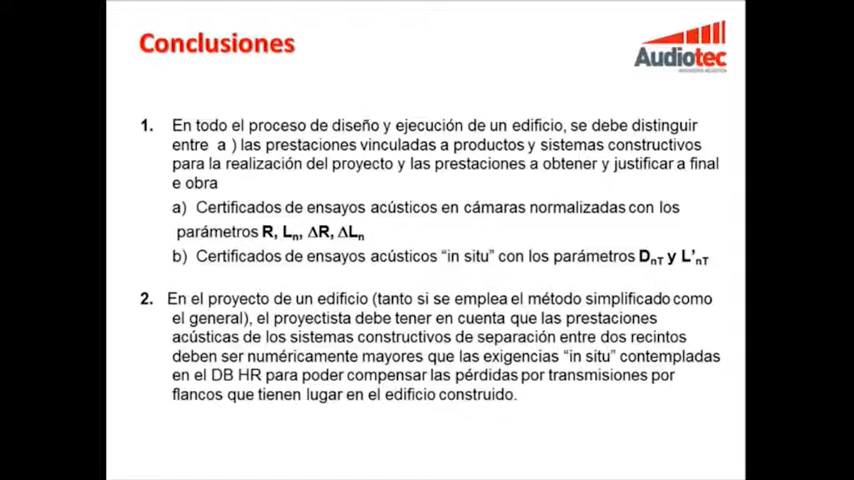 Conclusiones
Audiotec
1. En todo el proceso de diseño y ejecución de un edificio, se debe distinguir
entre a ) las prestaciones vinculadas a productos y sistemas constructivos
para la realización del proyecto y las prestaciones a obtener y justificar a final
e obra
a) Certificados de ensayos acústicos en cámaras normalizadas con los
parámetros R, Ln, ΔR, ΔLn
b) Certificados de ensayos acústicos “in situ” con los parámetros DnT y L’nT
2. En el proyecto de un edificio (tanto si se emplea el método simplificado como
el general), el proyectista debe tener en cuenta que las prestaciones
acústicas de los sistemas constructivos de separación entre dos recintos
deben ser numéricamente mayores que las exigencias “in situ” contempladas
en el DB HR para poder compensar las pérdidas por transmisiones por
flancos que tienen lugar en el edificio construido.